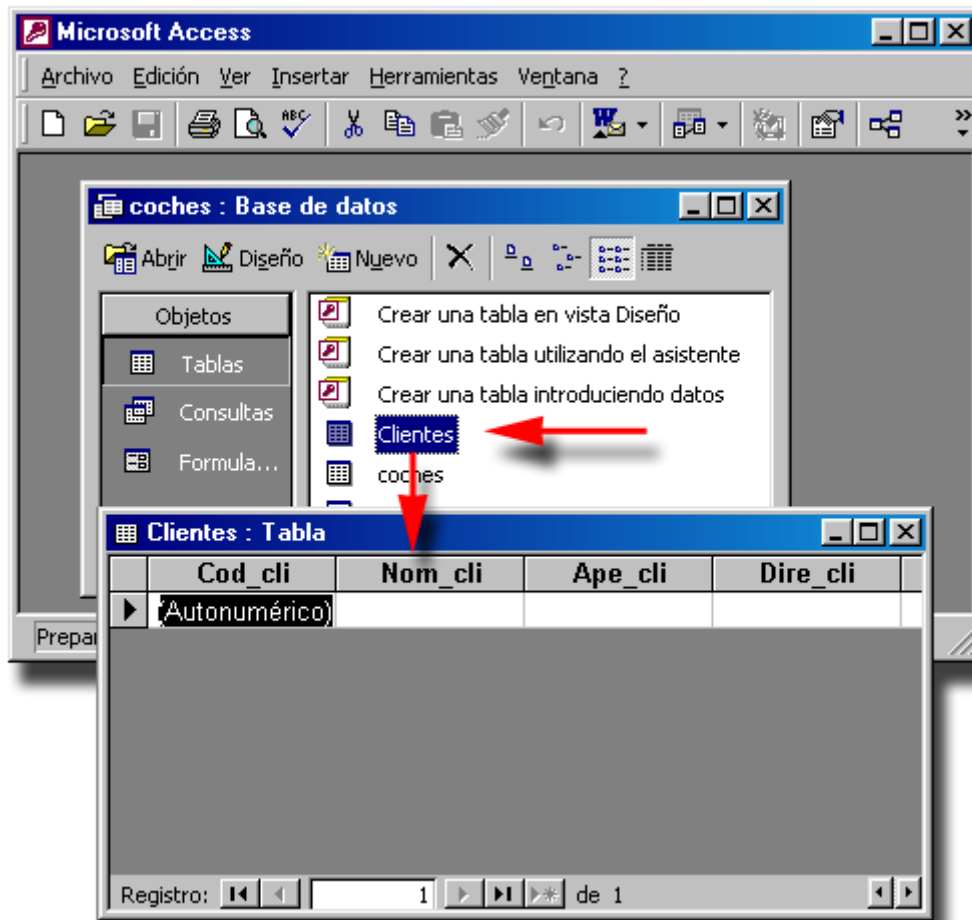 Microsoft Access
Archivo Edición Ver Insertar Herramientas Ventana ?
ABC
W
coches : Base de datos
Abrir Diseño Nuevo
Objetos
Tablas
Consultas
Formula...
Crear una tabla en vista Diseño
Crear una tabla utilizando el asistente
Crear una tabla introduciendo datos
Clientes
coches
Clientes : Tabla
Cod_cli Nom_cli Ape_cli Dire_cli
(Autonumérico)
Prepa
Registro: 1 de 1